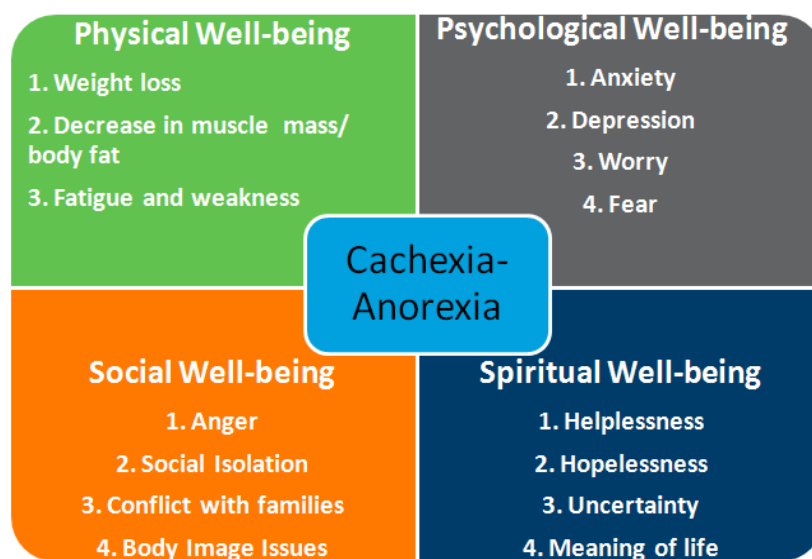 Physical Well-being
1. Weight loss
2. Decrease in muscle mass/
body fat
3. Fatigue and weakness
Psychological Well-being
1. Anxiety
2. Depression
3. Worry
4. Fear
Cachexia-
Anorexia
Social Well-being
1. Anger
2. Social Isolation
3. Conflict with families
4. Body Image Issues
Spiritual Well-being
1. Helplessness
2. Hopelessness
3. Uncertainty
4. Meaning of life